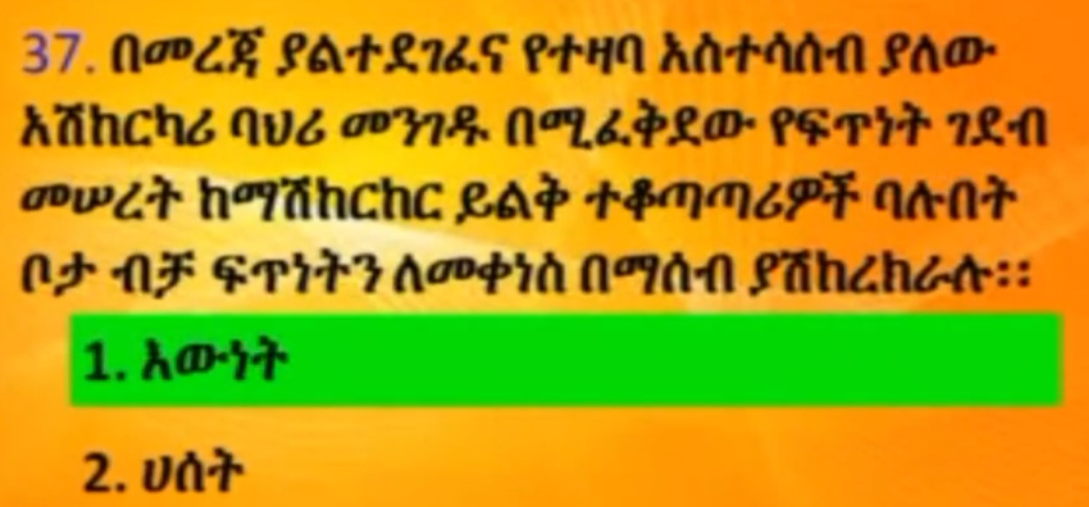 37. በመረጃ ያልተደገፈና የተዛባ አስተሳሰብ ያለው
አሽከርካሪ ባህሪ መንገዱ በሚፈቅደው የፍጥነት ገደብ
መሠረት ከማሽከርከር ይልቅ ተቆጣጣሪዎች ባሉበት
ቦታ ብቻ ፍጥነትን ለመቀነስ በማሰብ ያሽከረክራሉ፡፡
1. እውነት
2. ሀሰት